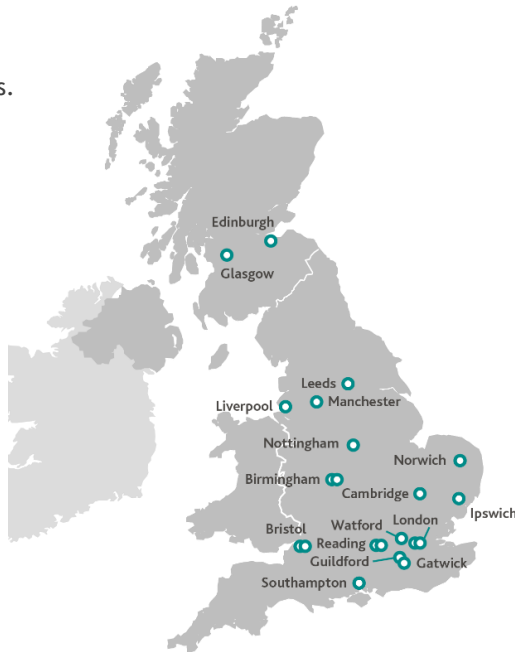 s.
Edinburgh
Glasgow
Leeds
Manchester
Liverpool
Nottingham
Norwich
Birmingham
Cambridge
Ipswich
Watford
London
Bristol
Reading
Guildford
Gatwick
Southampton